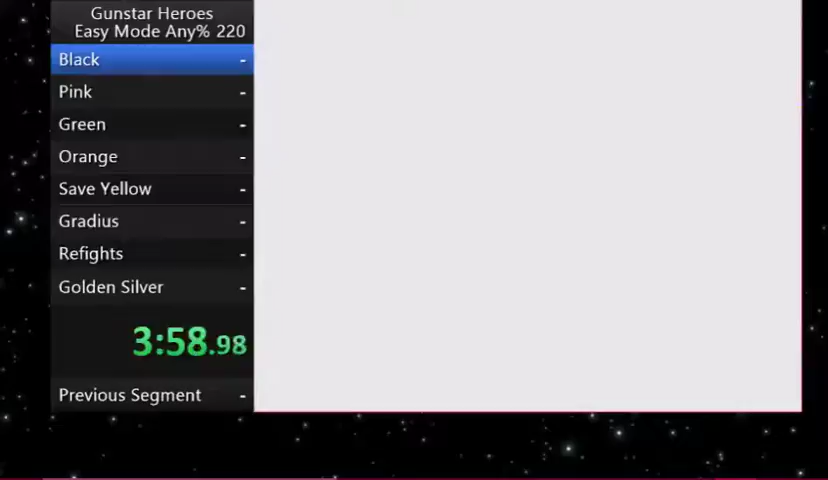 Gunstar Heroes
Easy Mode Any% 220
Black -
Pink -
Green -
Orange -
Save Yellow -
Gradius -
Refights -
Golden Silver -
3:58.98
Previous Segment -